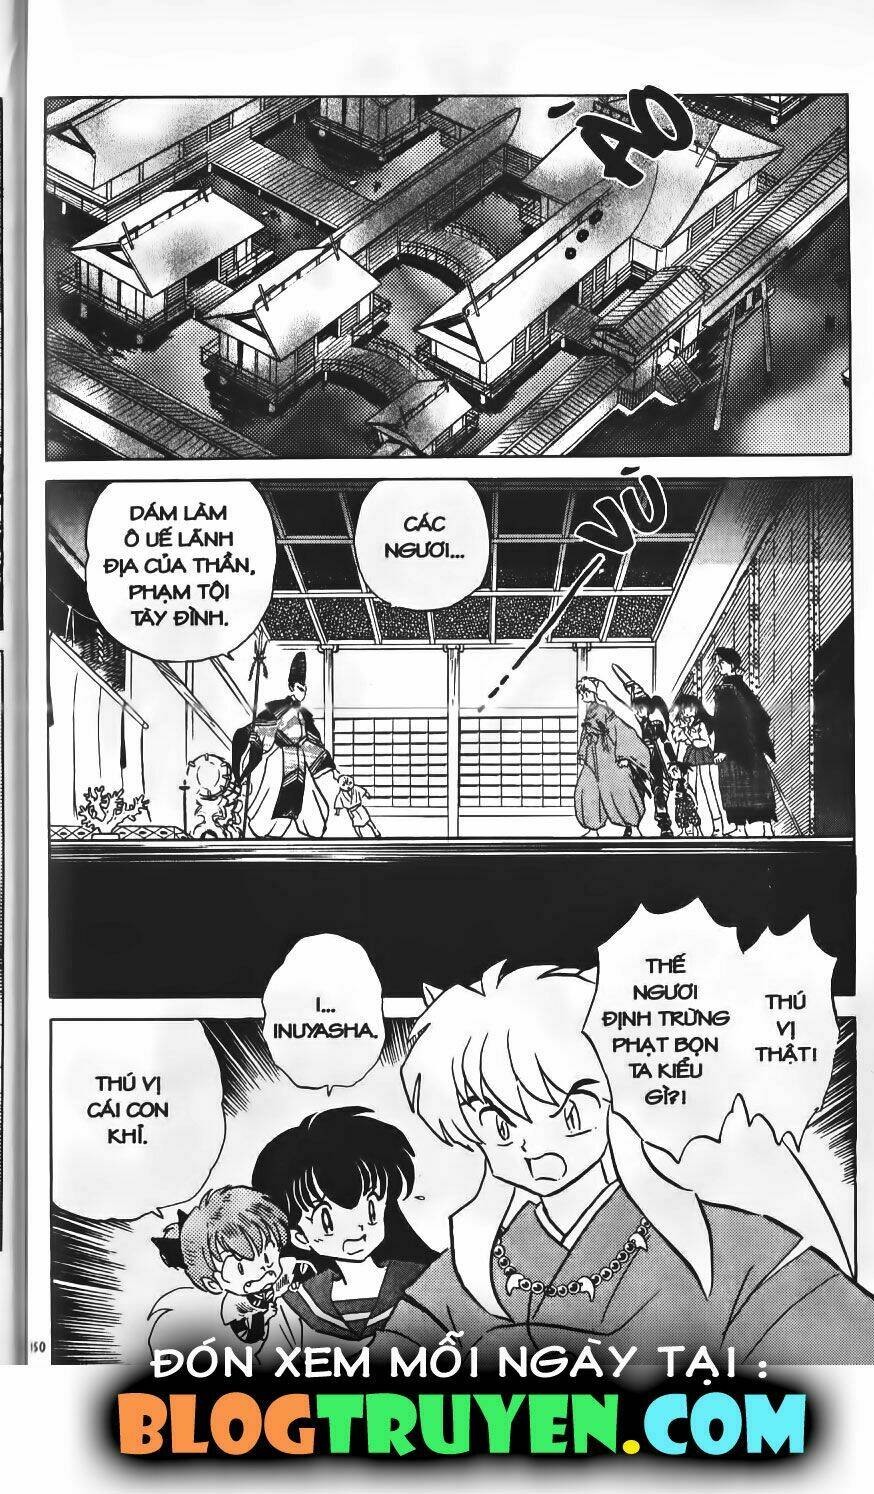 ÀO
CÁC
NGƯƠI...
DÁM LÀM
Ô UẾ LÃNH
ĐỊA CỦA THẦN,
PHẠM TỘI
TÀY ĐÌNH.
VÙ
THÚ
VỊ
THẬT!
THẾ
NGƯƠI
ĐỊNH TRỪNG
PHẠT BỌN
TA KIỂU
GÌ?!
I...
INUYASHA.
THÚ VỊ
CÁI CON
KHỈ.
150
ĐÓN XEM MỖI NGÀY TẠI :
BLOGTRUYEN.COM